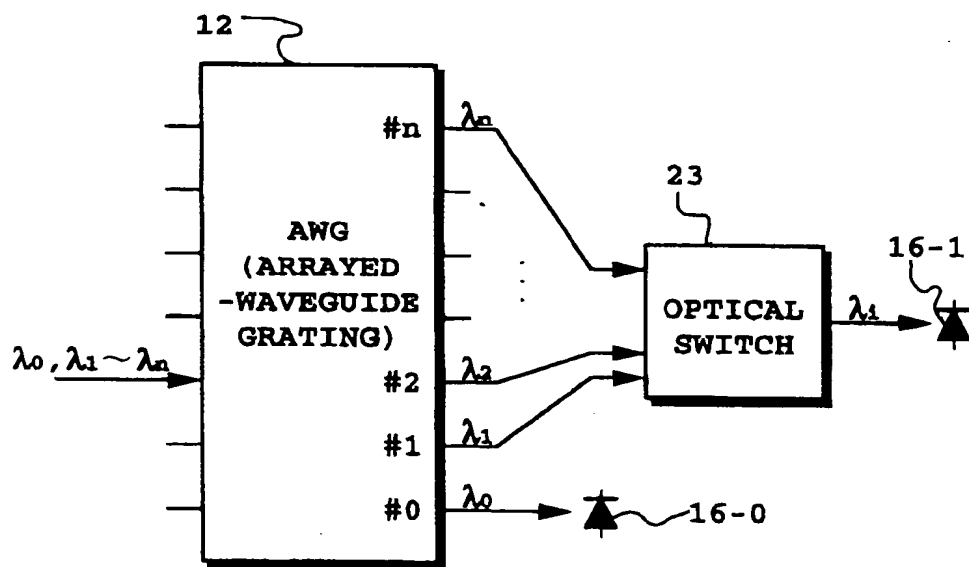 12
#n
λn
AWG
(ARRAYED
-WAVEGUIDE
GRATING)
23
16-1
OPTICAL
SWITCH
λi
λ0, λ1~λn
#2
λ2
#1
λ1
#0
λ0
16-0